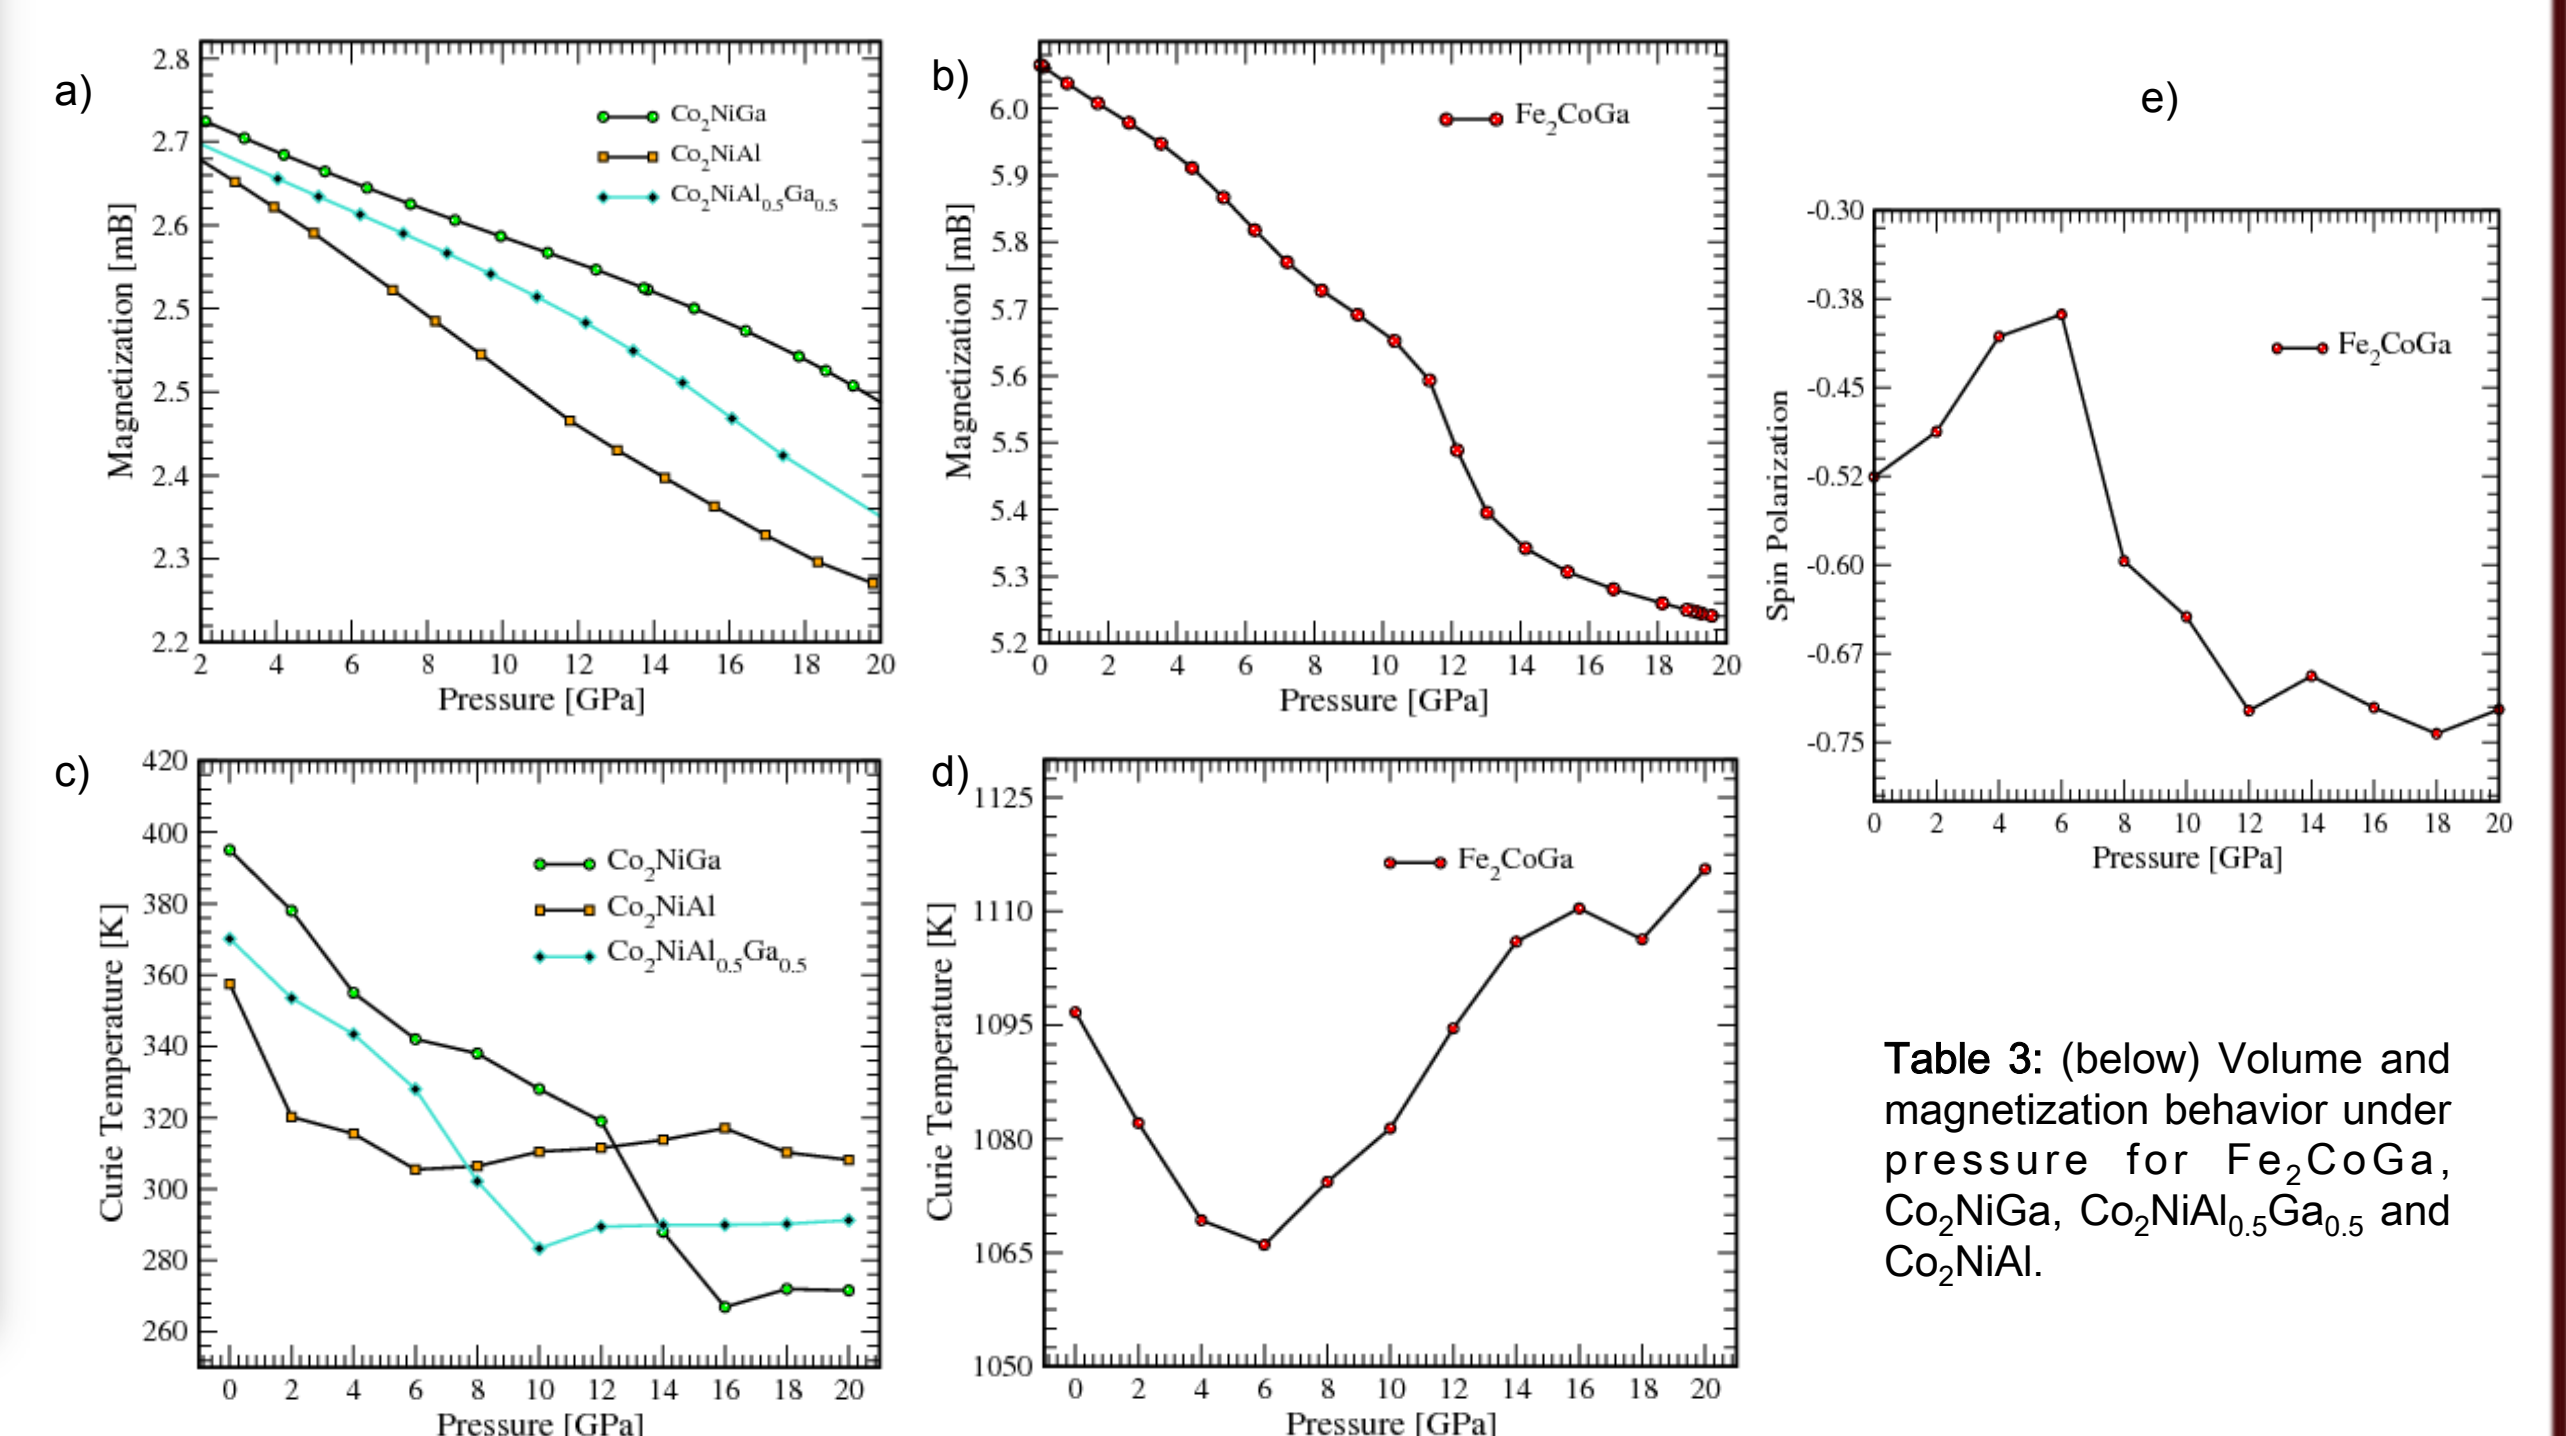 a)
2.8
2.7
2.6
2.5
2.5
2.4
2.3
2.2
Magnetization [mB]
Co₂NiGa
Co₂NiAl
Co₂NiAl₀.₅Ga₀.₅
2 4 6 8 10 12 14 16 18 20
Pressure [GPa]
b)
6.0
5.9
5.8
5.7
5.6
5.5
5.4
5.3
5.2
Magnetization [mB]
Fe₂CoGa
0 2 4 6 8 10 12 14 16 18 20
Pressure [GPa]
e)
-0.30
-0.38
-0.45
-0.52
-0.60
-0.67
-0.75
Spin Polarization
Fe₂CoGa
0 2 4 6 8 10 12 14 16 18 20
Pressure [GPa]
c)
420
400
380
360
340
320
300
280
260
Curie Temperature [K]
Co₂NiGa
Co₂NiAl
Co₂NiAl₀.₅Ga₀.₅
0 2 4 6 8 10 12 14 16 18 20
Pressure [GPa]
d)
1125
1110
1095
1080
1065
1050
Curie Temperature [K]
Fe₂CoGa
0 2 4 6 8 10 12 14 16 18 20
Pressure [GPa]
Table 3: (below) Volume and
magnetization behavior under
pressure for Fe₂CoGa,
Co₂NiGa, Co₂NiAl₀.₅Ga₀.₅ and
Co₂NiAl.